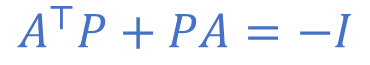 A⊤P + PA = −I